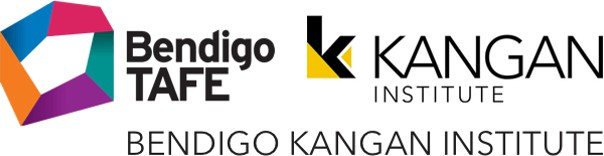 Bendigo
TAFE
KANGAN
INSTITUTE
BENDIGO KANGAN INSTITUTE